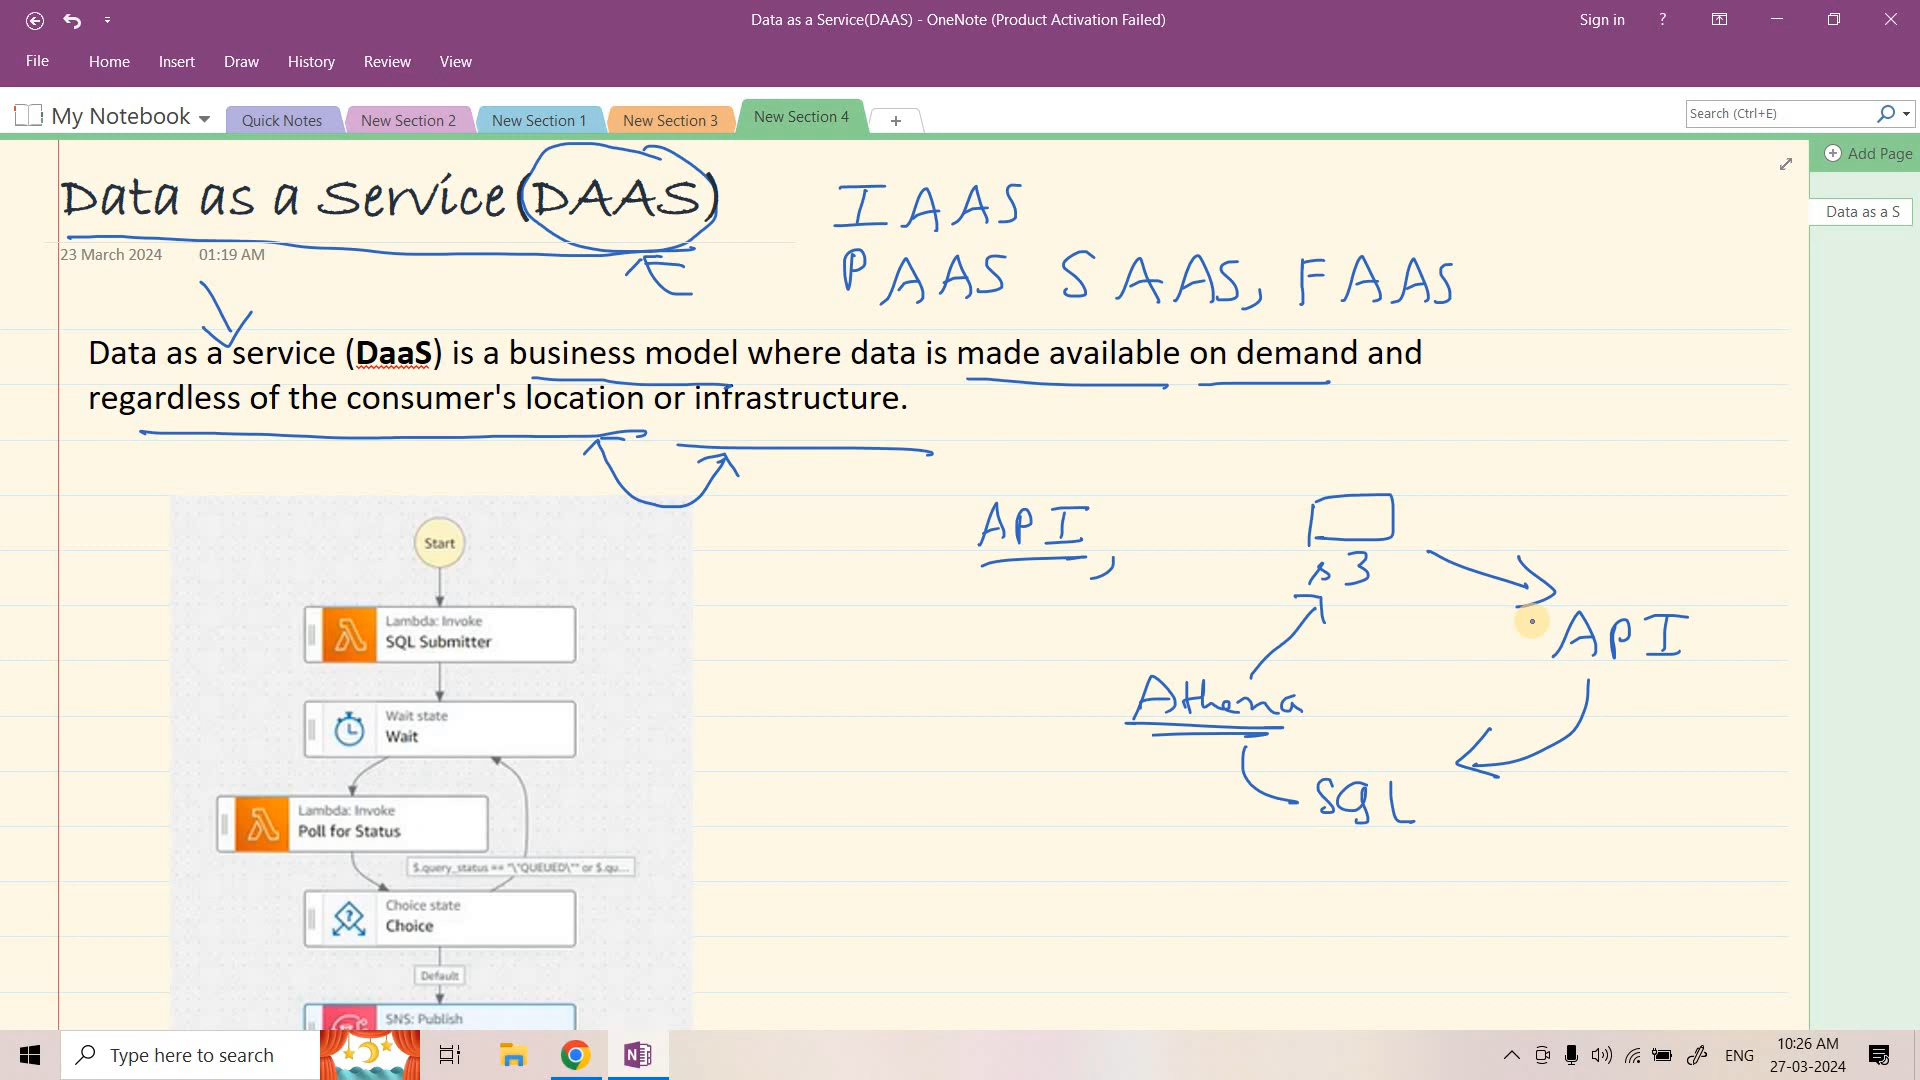 Data as a Service(DAAS) - OneNote (Product Activation Failed)
Sign in
?
File Home Insert Draw History Review View
My Notebook
Quick Notes
New Section 2
New Section 1
New Section 3
New Section 4
+
Search (Ctrl+E)
Add Page
Data as a S
Data as a Service(DAAS)
23 March 2024 01:19 AM
IAAS
PAAS SAAS, FAAS
Data as a service (DaaS) is a business model where data is made available on demand and
regardless of the consumer's location or infrastructure.
API,
s3
API
Athena
SQL
Start
Lambda: Invoke
SQL Submitter
Wait state
Wait
Lambda: Invoke
Poll for Status
$.query_status == "\"QUEUED\"" or $.qu...
Choice state
Choice
Default
SNS: Publish
Type here to search
ENG
10:26 AM
27-03-2024